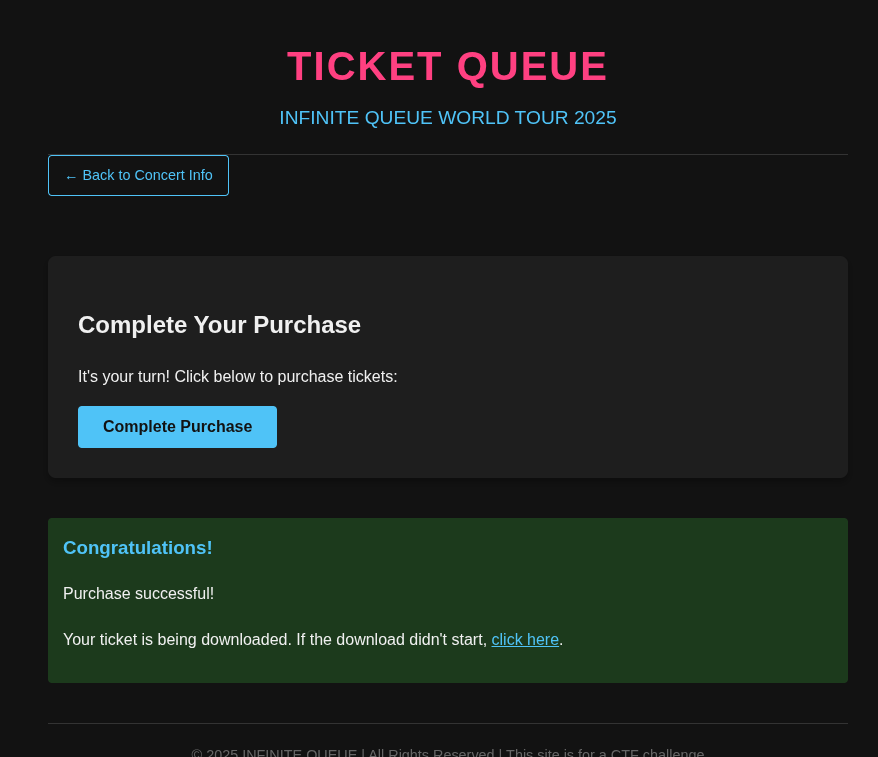 TICKET QUEUE
INFINITE QUEUE WORLD TOUR 2025
← Back to Concert Info
Complete Your Purchase
It's your turn! Click below to purchase tickets:
Complete Purchase
Congratulations!
Purchase successful!
Your ticket is being downloaded. If the download didn't start, click here.
© 2025 INFINITE QUEUE | All Rights Reserved | This site is for a CTF challenge